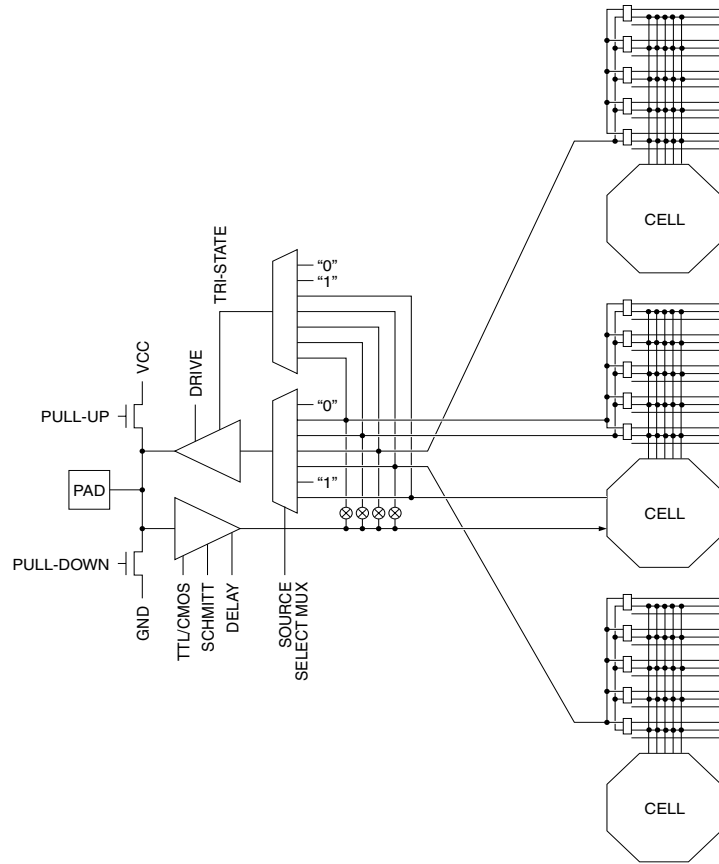 CELL
“0”
“1”
TRI-STATE
VCC
DRIVE
PULL-UP
“0”
PAD
“1”
CELL
PULL-DOWN
GND
TTL/CMOS
SCHMITT
DELAY
SOURCE
SELECT MUX
CELL